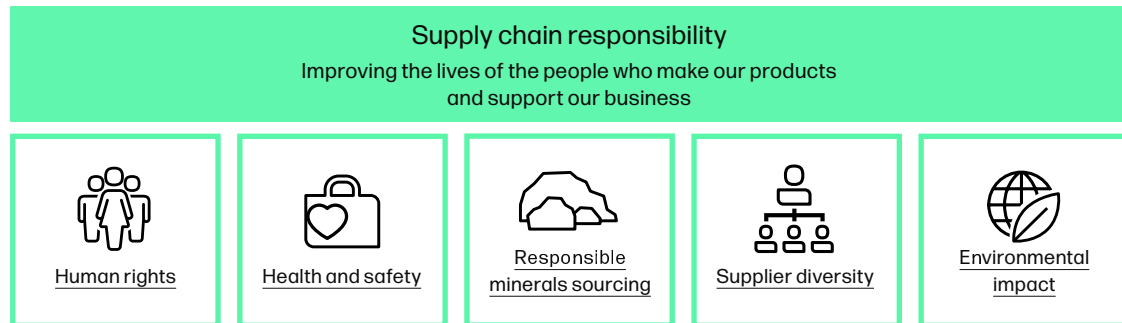 Supply chain responsibility
Improving the lives of the people who make our products
and support our business
Human rights
Health and safety
Responsible
minerals sourcing
Supplier diversity
Environmental
impact